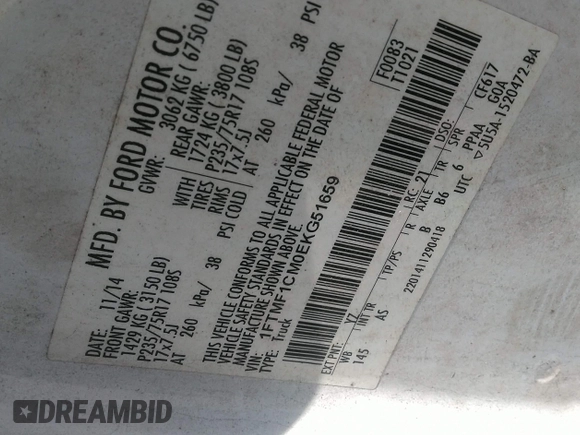 MFD. BY FORD MOTOR CO.
DATE: 11/14
GVWR: 3062 KG ( 6750 LB)
FRONT GAWR: 1429 KG ( 3150 LB)
P235/75R17 108S
17x7.5J
AT 260 kPa/ 38 PSI COLD
WITH
TIRES
RIMS
REAR GAWR: 1724 KG ( 3800 LB)
P235/75R17 108S
17x7.5J
AT 260 kPa/ 38 PSI
THIS VEHICLE CONFORMS TO ALL APPLICABLE FEDERAL MOTOR
VEHICLE SAFETY STANDARDS IN EFFECT ON THE DATE OF
MANUFACTURE SHOWN ABOVE.
VIN: 1FTMF1CM0EKG51659
TYPE: Truck
F0083
T1021
EXT PNT: YZ
RC: 21
DSO:
WB INT TR TP/PS R AXLE TR SPR
145 AS B B6 6 PPAA
CF617
GOA
2201411290418
UTC
▽5U5A-1520472-BA
DREAMBID